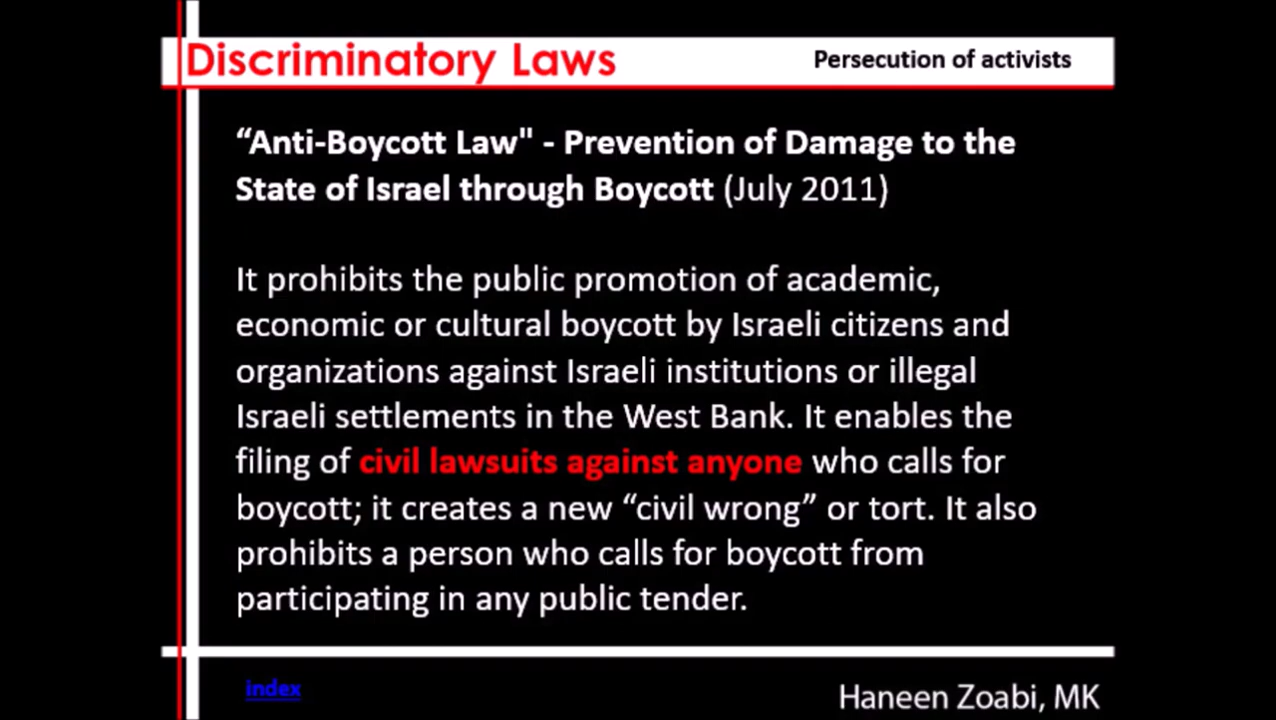 Discriminatory Laws
Persecution of activists
“Anti-Boycott Law" - Prevention of Damage to the
State of Israel through Boycott (July 2011)
It prohibits the public promotion of academic,
economic or cultural boycott by Israeli citizens and
organizations against Israeli institutions or illegal
Israeli settlements in the West Bank. It enables the
filing of civil lawsuits against anyone who calls for
boycott; it creates a new “civil wrong” or tort. It also
prohibits a person who calls for boycott from
participating in any public tender.
index
Haneen Zoabi, MK